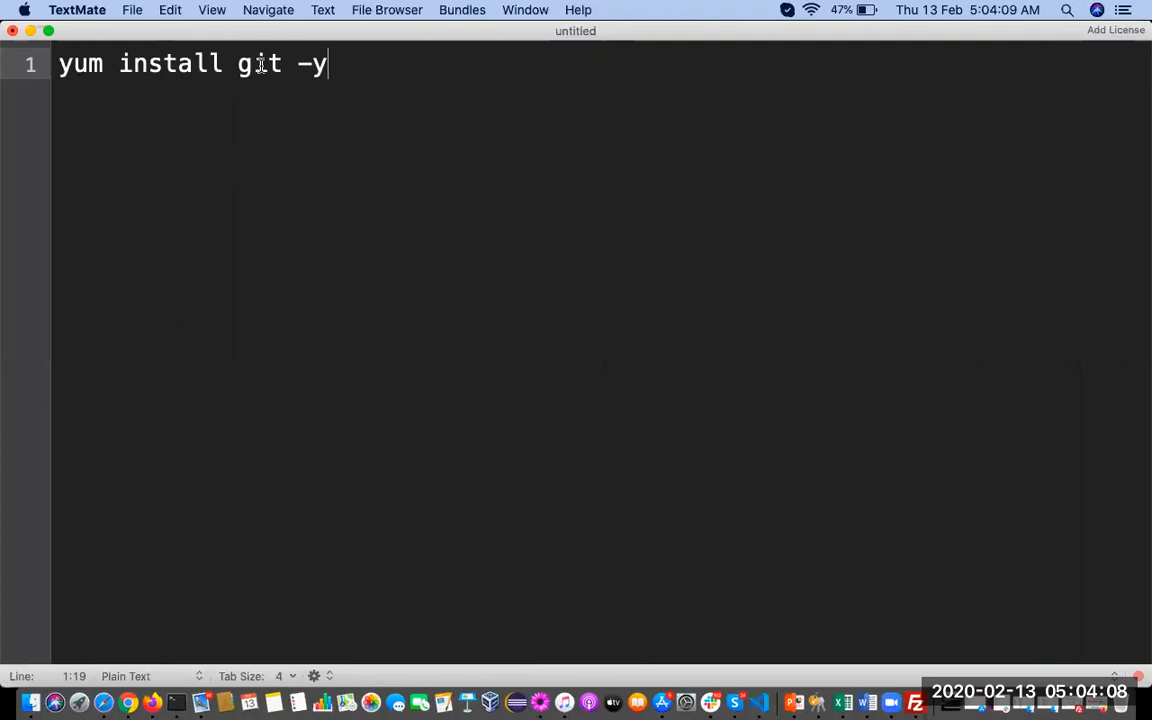 TextMate File Edit View Navigate Text File Browser Bundles Window Help 47% Thu 13 Feb 5:04:09 AM
untitled Add License
1 yum install git -y
Line: 1:19 Plain Text Tab Size: 4
2020-02-13 05:04:08